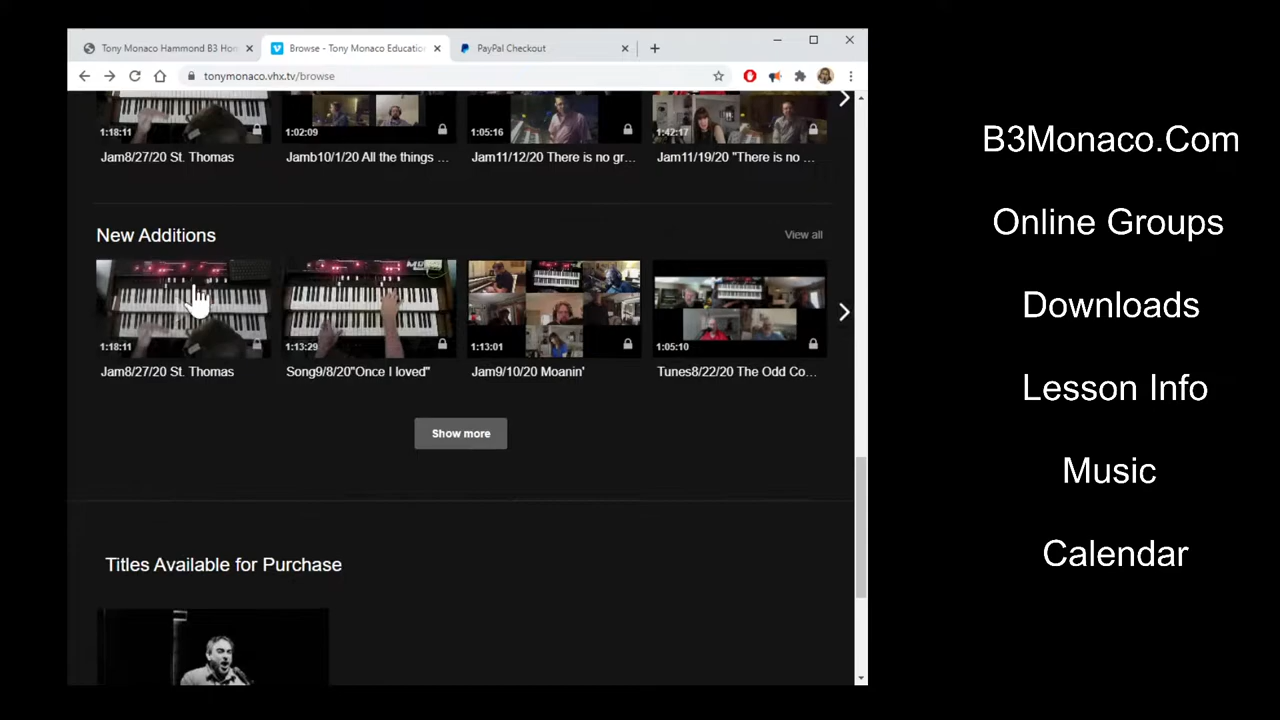 Tony Monaco Hammond B3 Hon
Browse - Tony Monaco Educatio
PayPal Checkout
tonymonaco.vhx.tv/browse
1:18:11
1:02:09
1:05:16
1:42:17
Jam8/27/20 St. Thomas
Jamb10/1/20 All the things ...
Jam11/12/20 There is no gr...
Jam11/19/20 "There is no ...
New Additions
View all
1:18:11
1:13:29
1:13:01
1:05:10
Jam8/27/20 St. Thomas
Song9/8/20"Once I loved"
Jam9/10/20 Moanin'
Tunes8/22/20 The Odd Co...
Show more
Titles Available for Purchase
B3Monaco.Com
Online Groups
Downloads
Lesson Info
Music
Calendar